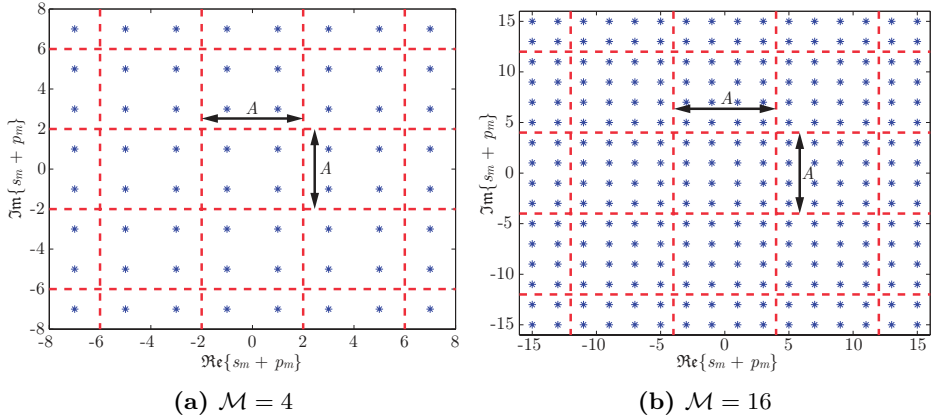 8
6
4
2
0
-2
-4
-6
-8
ℑm{s_m + p_m}
A
A
-8 -6 -4 -2 0 2 4 6 8
ℜe{s_m + p_m}
(a) ℳ = 4
15
10
5
0
-5
-10
-15
ℑm{s_m + p_m}
A
A
-15 -10 -5 0 5 10 15
ℜe{s_m + p_m}
(b) ℳ = 16